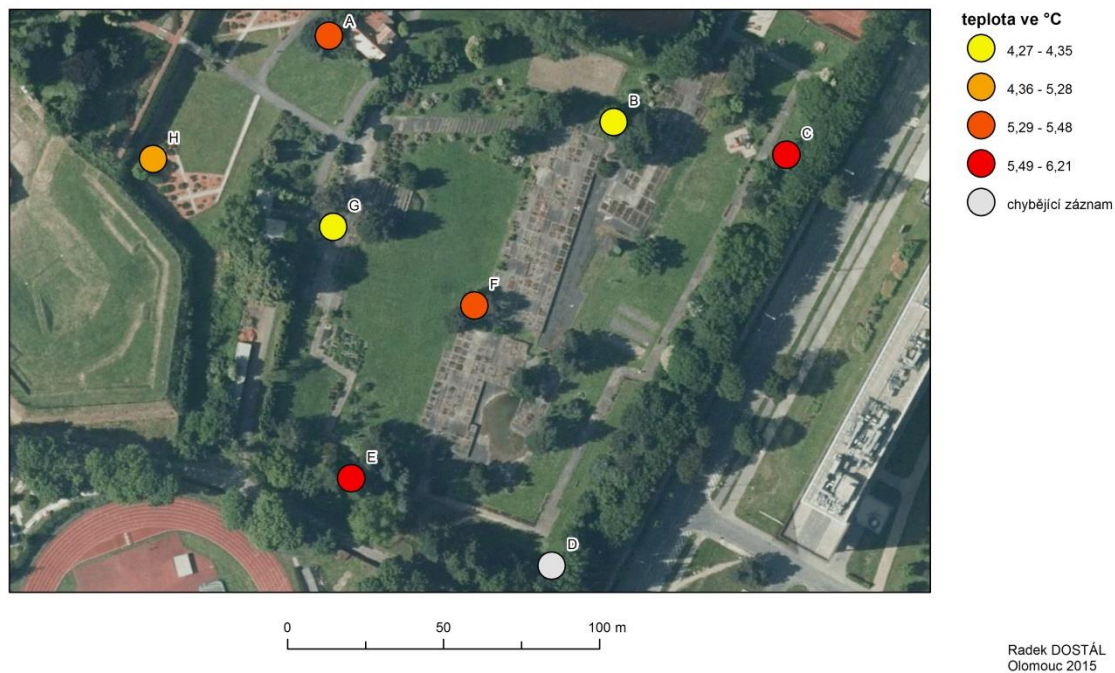 teplota ve °C
4,27 - 4,35
4,36 - 5,28
5,29 - 5,48
5,49 - 6,21
chybějící záznam
A
B
C
H
G
F
E
D
0 50 100 m
Radek DOSTÁL
Olomouc 2015